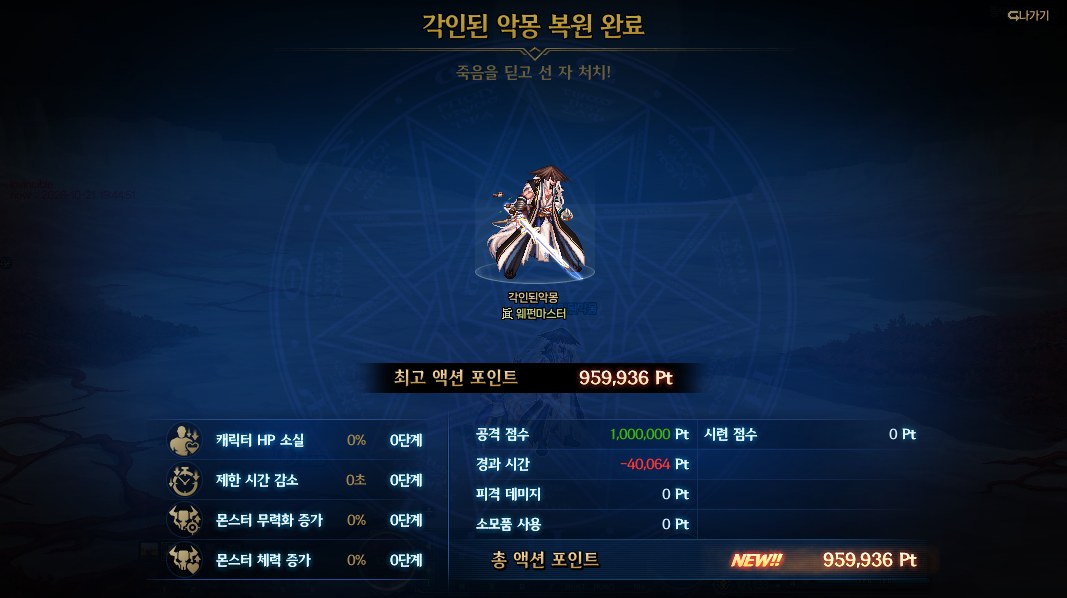 각인된 악몽 복원 완료
나가기
죽음을 딛고 선 자 처치!
각인된악몽
眞 웨펀마스터
최고 액션 포인트 959,936 Pt
캐릭터 HP 소실 0% 0단계
제한 시간 감소 0초 0단계
몬스터 무력화 증가 0% 0단계
몬스터 체력 증가 0% 0단계
공격 점수 1,000,000 Pt 시련 점수 0 Pt
경과 시간 -40,064 Pt
피격 데미지 0 Pt
소모품 사용 0 Pt
총 액션 포인트 NEW!! 959,936 Pt